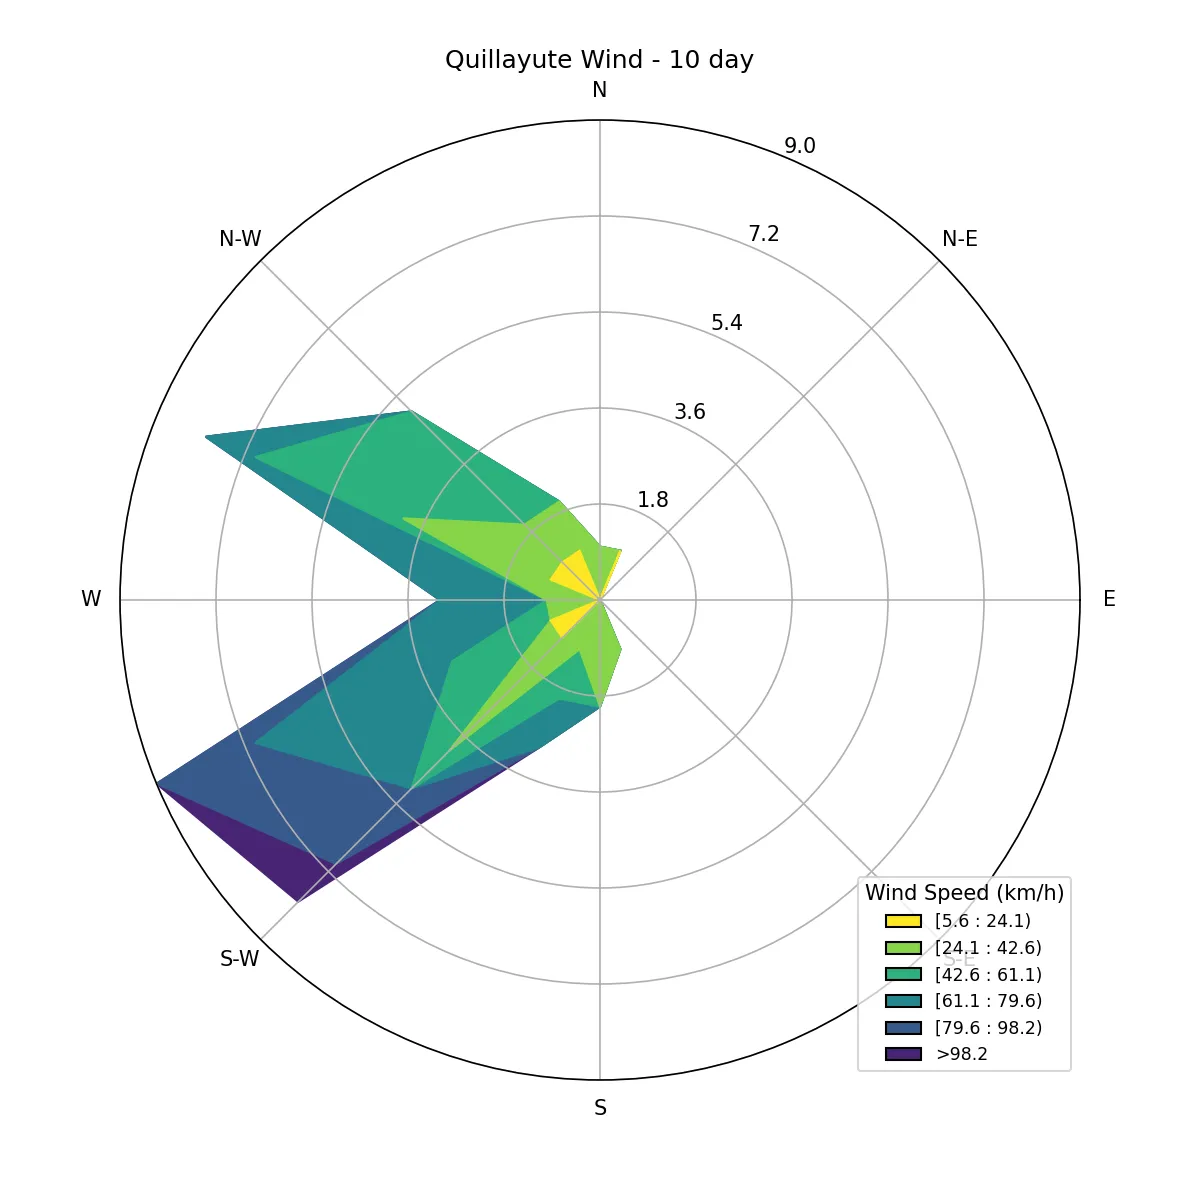 Quillayute Wind - 10 day
N
9.0
N-W
7.2
N-E
5.4
3.6
1.8
W
E
S-W
S-E
S
Wind Speed (km/h)
[5.6 : 24.1)
[24.1 : 42.6)
[42.6 : 61.1)
[61.1 : 79.6)
[79.6 : 98.2)
>98.2